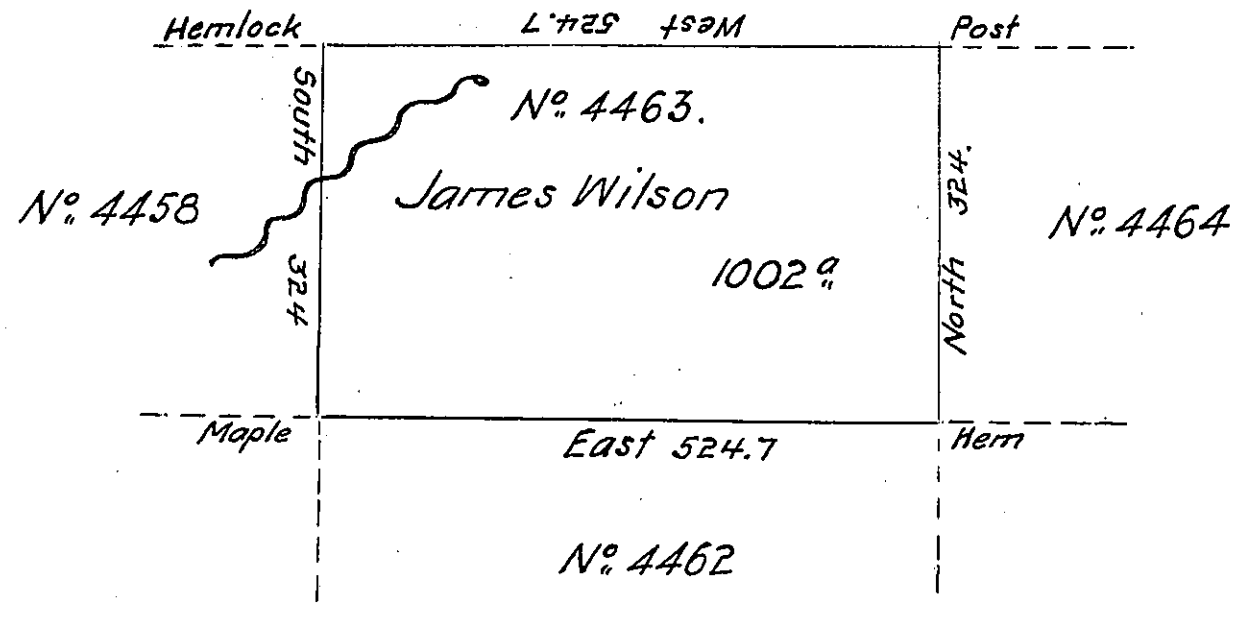 Hemlock
West 524.7
Post
South 324
Nº 4463.
James Wilson
1002 a
North 324.
Nº 4458
Nº 4464
Maple
East 524.7
Hem
Nº 4462